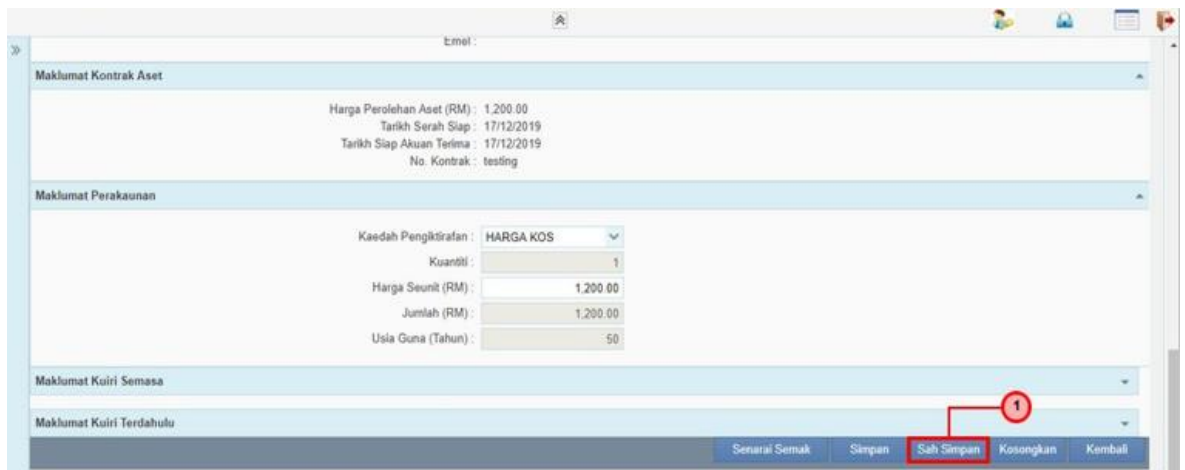 Emel :
Maklumat Kontrak Aset
Harga Perolehan Aset (RM) : 1,200.00
Tarikh Serah Siap : 17/12/2019
Tarikh Siap Akuan Terima : 17/12/2019
No. Kontrak : testing
Maklumat Perakaunan
Kaedah Pengiktirafan : HARGA KOS
Kuantiti : 1
Harga Seunit (RM) : 1,200.00
Jumlah (RM) : 1,200.00
Usia Guna (Tahun) : 50
Maklumat Kuiri Semasa
Maklumat Kuiri Terdahulu
1
Senarai Semak Simpan Sah Simpan Kosongkan Kembali